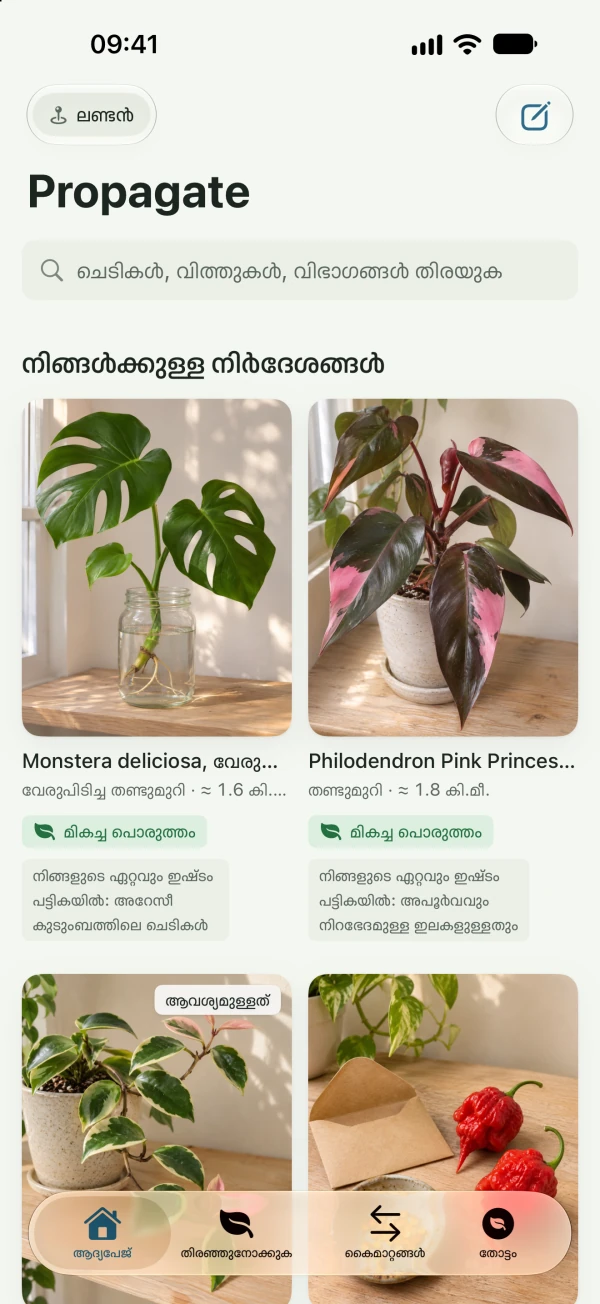 09:41
ലണ്ടൻ
Propagate
ചെടികൾ, വിത്തുകൾ, വിഭാഗങ്ങൾ തിരയുക
നിങ്ങൾക്കുള്ള നിർദേശങ്ങൾ
Monstera deliciosa, വേരു...
വേരുപിടിച്ച തണ്ടുമുറി · ≈ 1.6 കി....
മികച്ച പൊരുത്തം
നിങ്ങളുടെ ഏറ്റവും ഇഷ്ടം
പട്ടികയിൽ: അറേസീ
കുടുംബത്തിലെ ചെടികൾ
Philodendron Pink Princes...
തണ്ടുമുറി · ≈ 1.8 കി.മീ.
മികച്ച പൊരുത്തം
നിങ്ങളുടെ ഏറ്റവും ഇഷ്ടം
പട്ടികയിൽ: അപൂർവവും
നിറഭേദമുള്ള ഇലകളുള്ളതും
ആവശ്യമുള്ളത്
ആദ്യപേജ്
തിരഞ്ഞുനോക്കുക
കൈമാറ്റങ്ങൾ
തോട്ടം